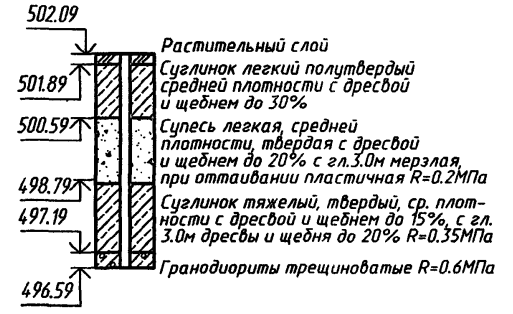 502.09
Растительный слой
Суглинок легкий полутвердый
501.89
средней плотности с дресвой
и щебнем до 30%
500.59
Супесь легкая, средней
плотности, твердая с дресвой
и щебнем до 20% с гл.3.0м мерзлая,
498.79
при оттаивании пластичная R=0.2МПа
Суглинок тяжелый, твердый, ср. плот-
497.19
ности с дресвой и щебнем до 15%, с гл.
3.0м дресвы и щебня до 20% R=0.35МПа
Гранодиориты трещиноватые R=0.6МПа
496.59